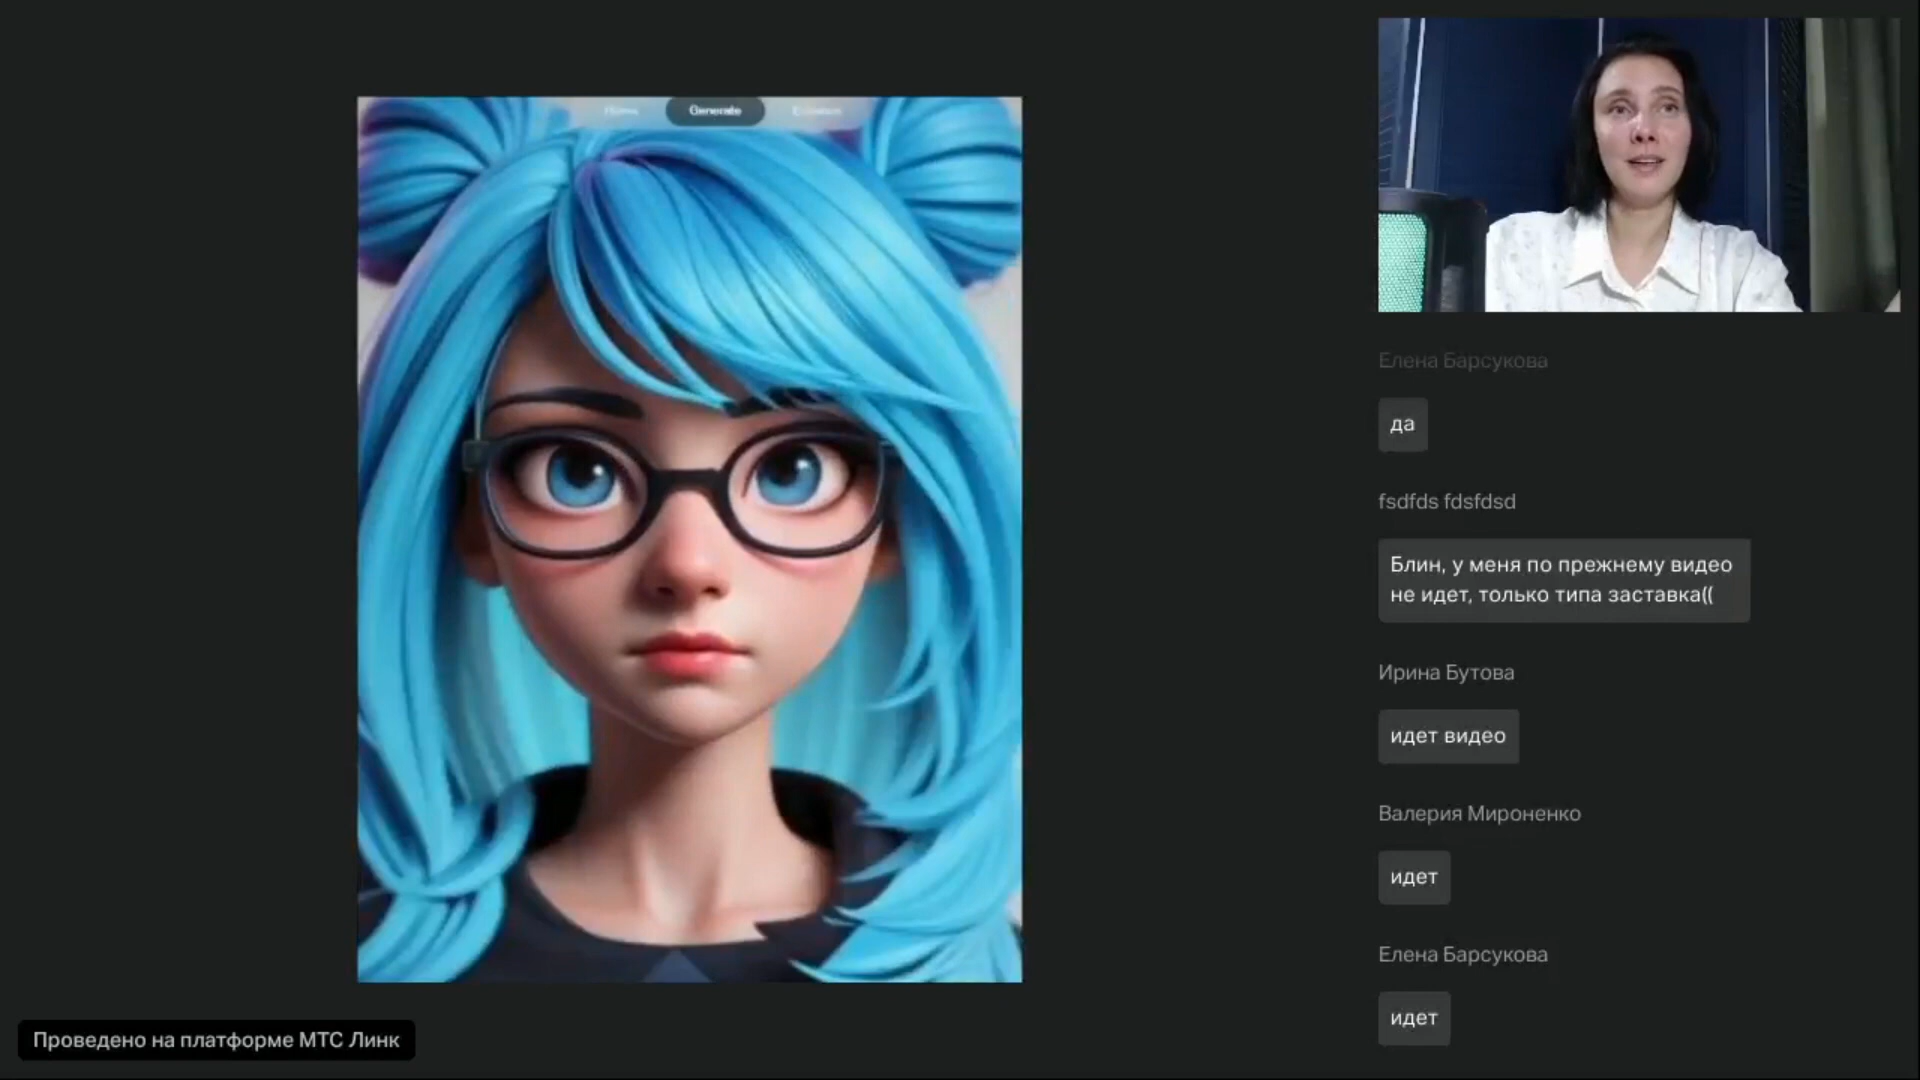 Generate
Елена Барсукова
да
fsdfds fdsfdsd
Блин, у меня по прежнему видео
не идет, только типа заставка((
Ирина Бутова
идет видео
Валерия Мироненко
идет
Елена Барсукова
идет
Проведено на платформе МТС Линк